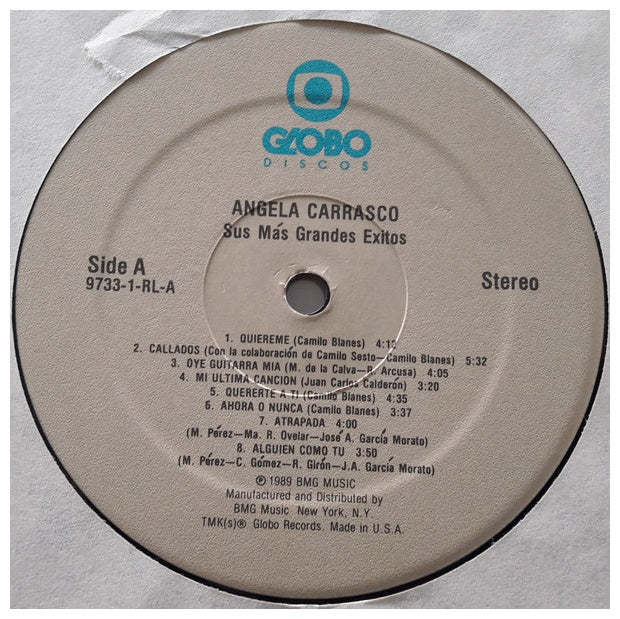 GLOBO
DISCOS
ANGELA CARRASCO
Sus Más Grandes Exitos
Side A
9733-1-RL-A
Stereo
1. QUIEREME (Camilo Blanes) 4:12
2. CALLADOS (Con la colaboración de Camilo Sesto—Camilo Blanes) 5:32
3. OYE GUITARRA MIA (M. de la Calva—R. Arcusa) 4:05
4. MI ULTIMA CANCION (Juan Carlos Calderón) 3:20
5. QUERERTE A TI (Camilo Blanes) 4:35
6. AHORA O NUNCA (Camilo Blanes) 3:37
7. ATRAPADA 4:00
(M. Pérez—Ma. R. Ovelar—José A. García Morato)
8. ALGUIEN COMO TU 3:50
(M. Pérez—C. Gómez—R. Girón—J.A. García Morato)
℗ 1989 BMG MUSIC
Manufactured and Distributed by
BMG Music New York, N.Y.
TMK(s)® Globo Records. Made in U.S.A.